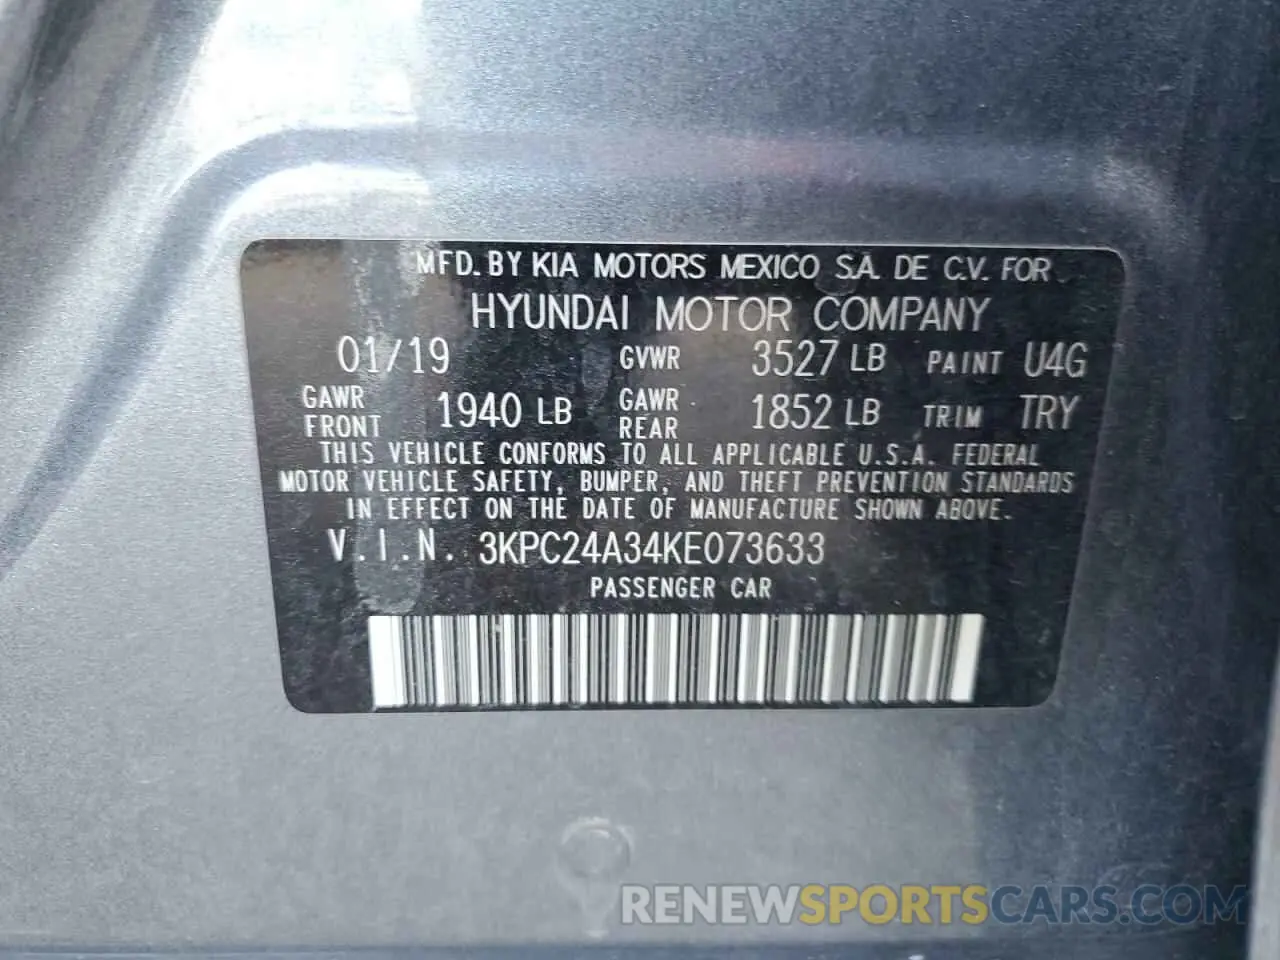 MFD. BY KIA MOTORS MEXICO S.A. DE C.V. FOR
HYUNDAI MOTOR COMPANY
01/19 GVWR 3527 LB PAINT U4G
GAWR FRONT 1940 LB GAWR REAR 1852 LB TRIM TRY
THIS VEHICLE CONFORMS TO ALL APPLICABLE U.S.A. FEDERAL
MOTOR VEHICLE SAFETY, BUMPER, AND THEFT PREVENTION STANDARDS
IN EFFECT ON THE DATE OF MANUFACTURE SHOWN ABOVE.
V.I.N. 3KPC24A34KE073633
PASSENGER CAR
RENEWSPORTSCARS.COM